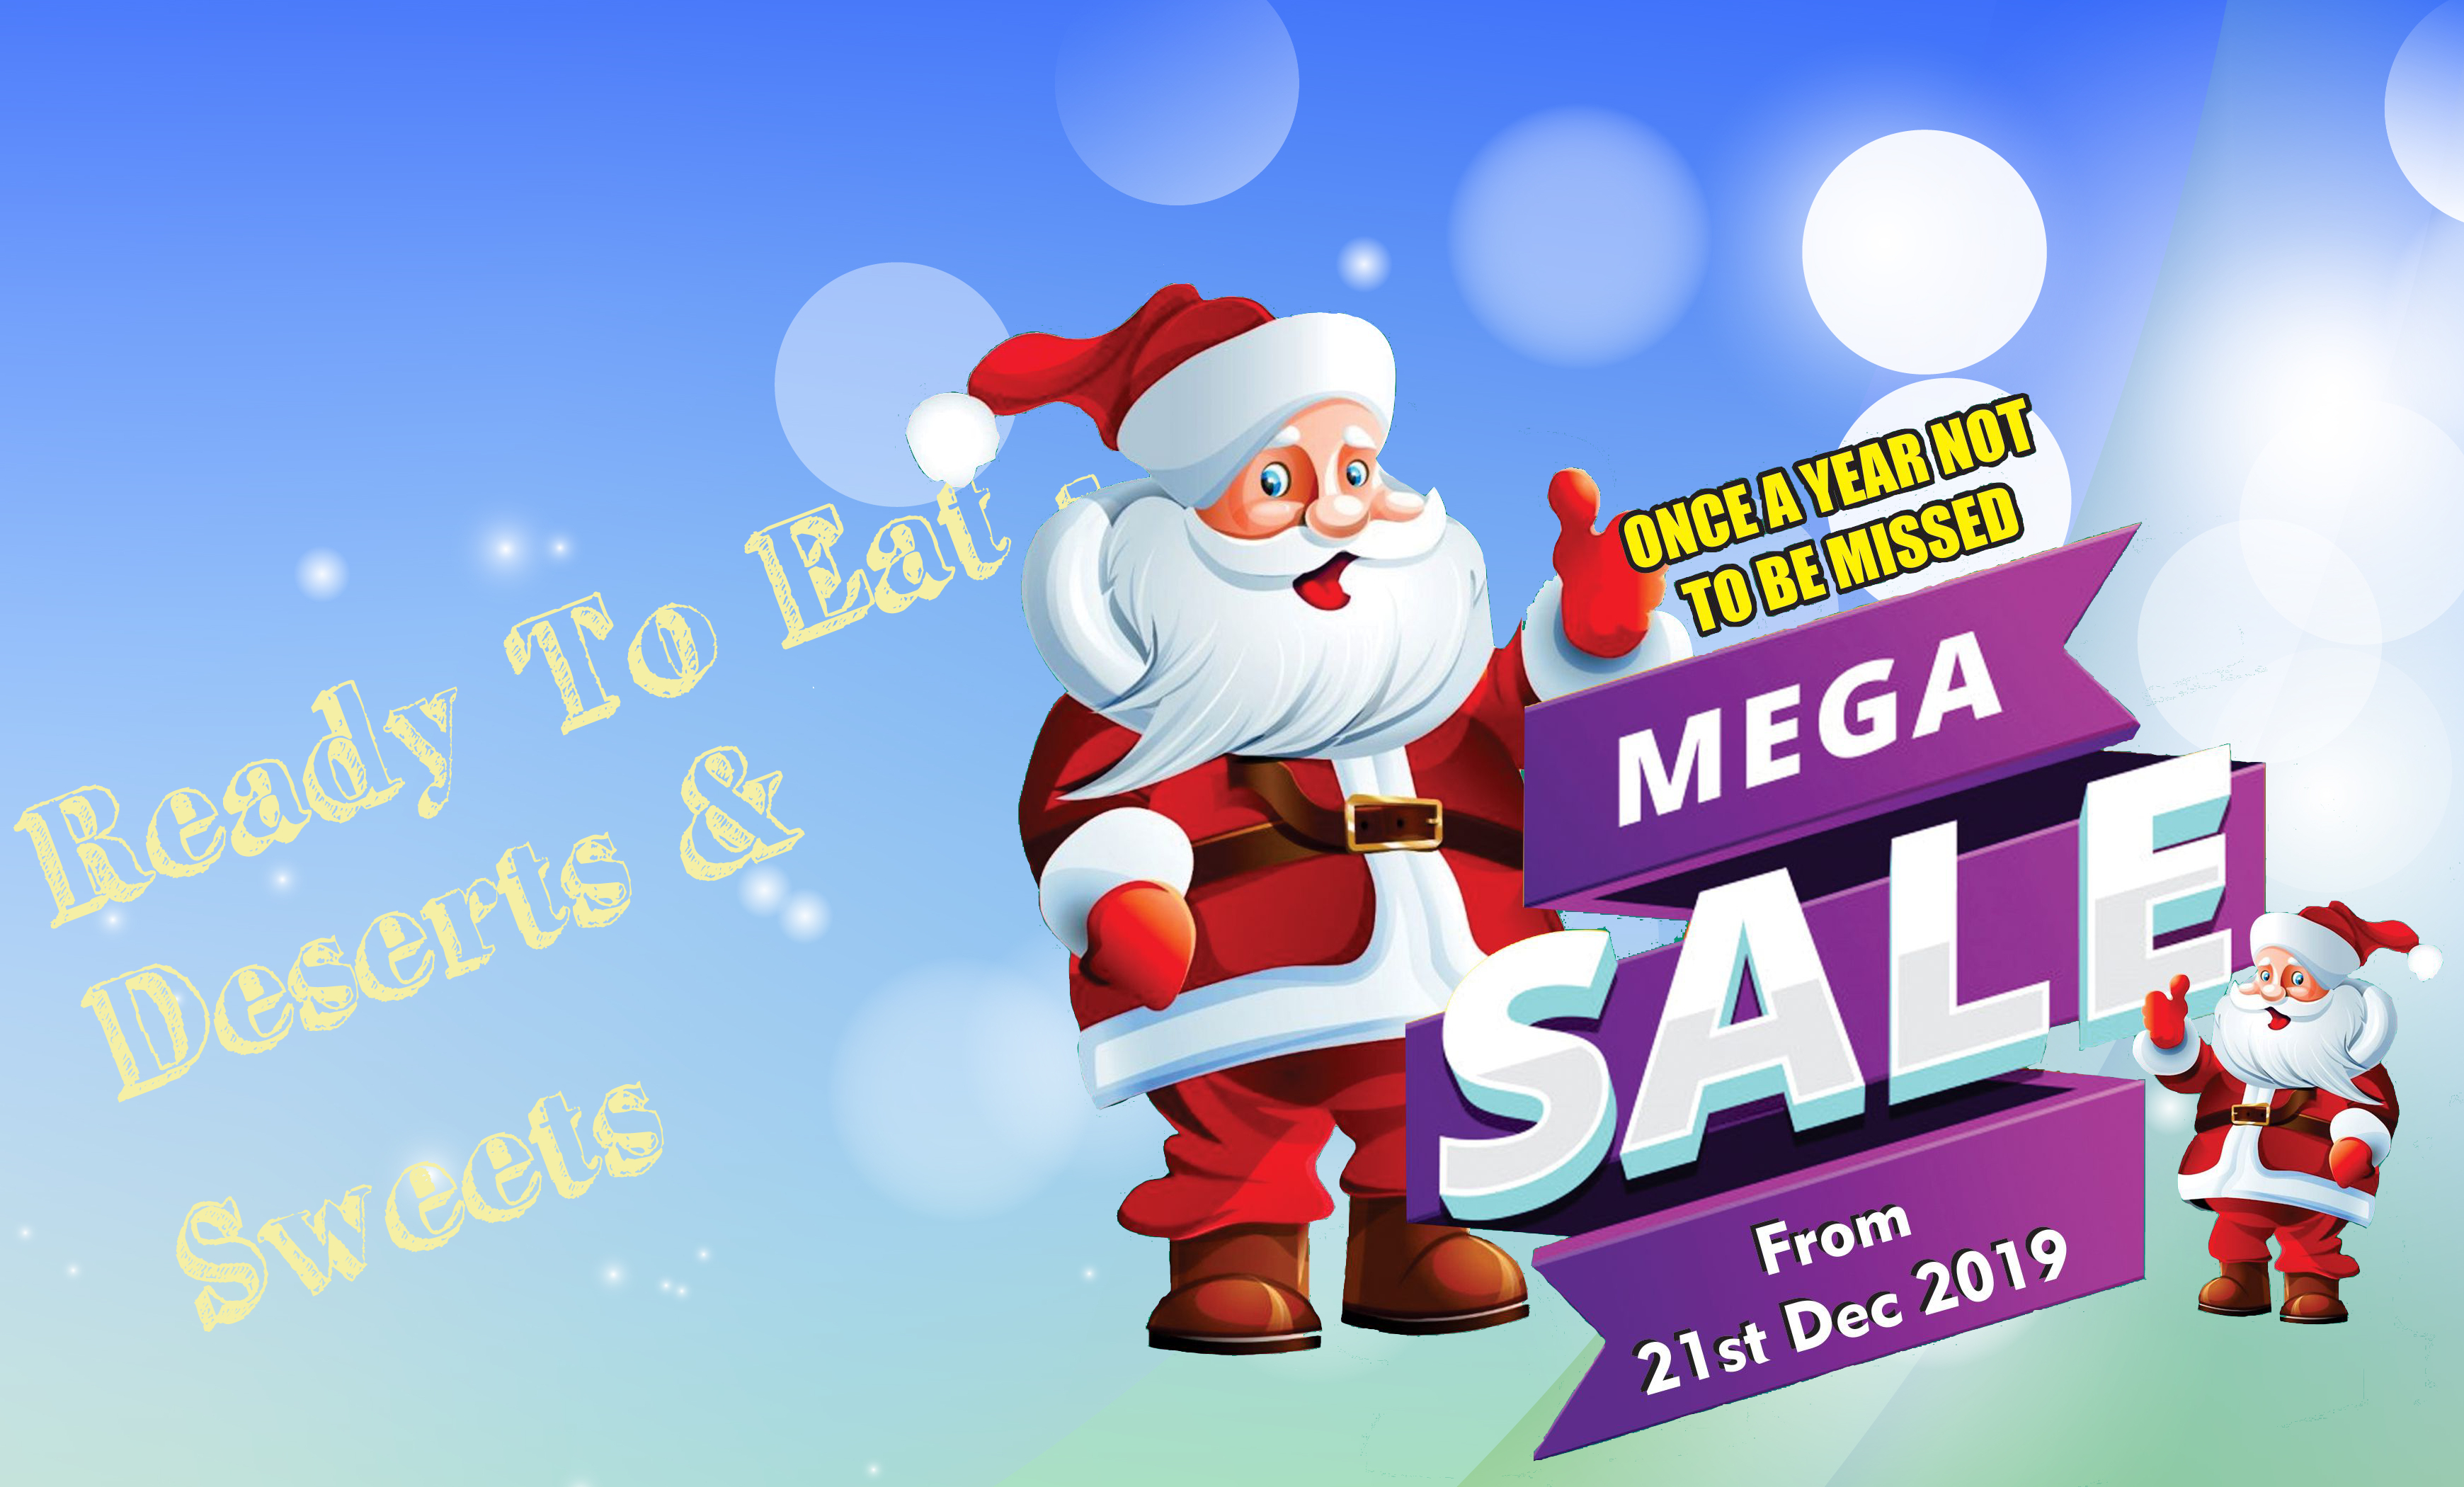 Ready To Eat
Deserts &
Sweets
ONCE A YEAR NOT
TO BE MISSED
MEGA
SALE
From
21st Dec 2019